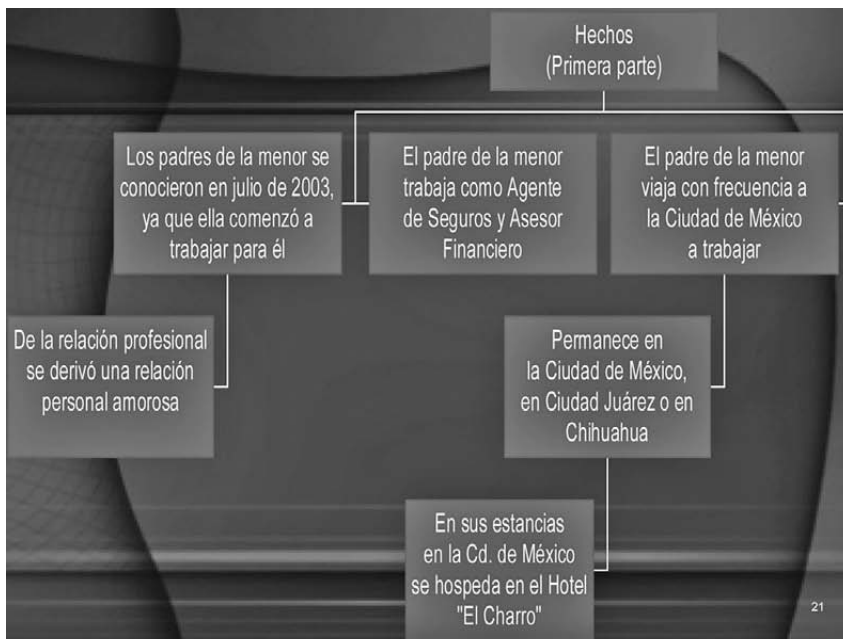 Hechos
(Primera parte)
Los padres de la menor se
conocieron en julio de 2003,
ya que ella comenzó a
trabajar para él
El padre de la menor
trabaja como Agente
de Seguros y Asesor
Financiero
El padre de la menor
viaja con frecuencia a
la Ciudad de México
a trabajar
De la relación profesional
se derivó una relación
personal amorosa
Permanece en
la Ciudad de México,
en Ciudad Juárez o en
Chihuahua
En sus estancias
en la Cd. de México
se hospeda en el Hotel
"El Charro"
21